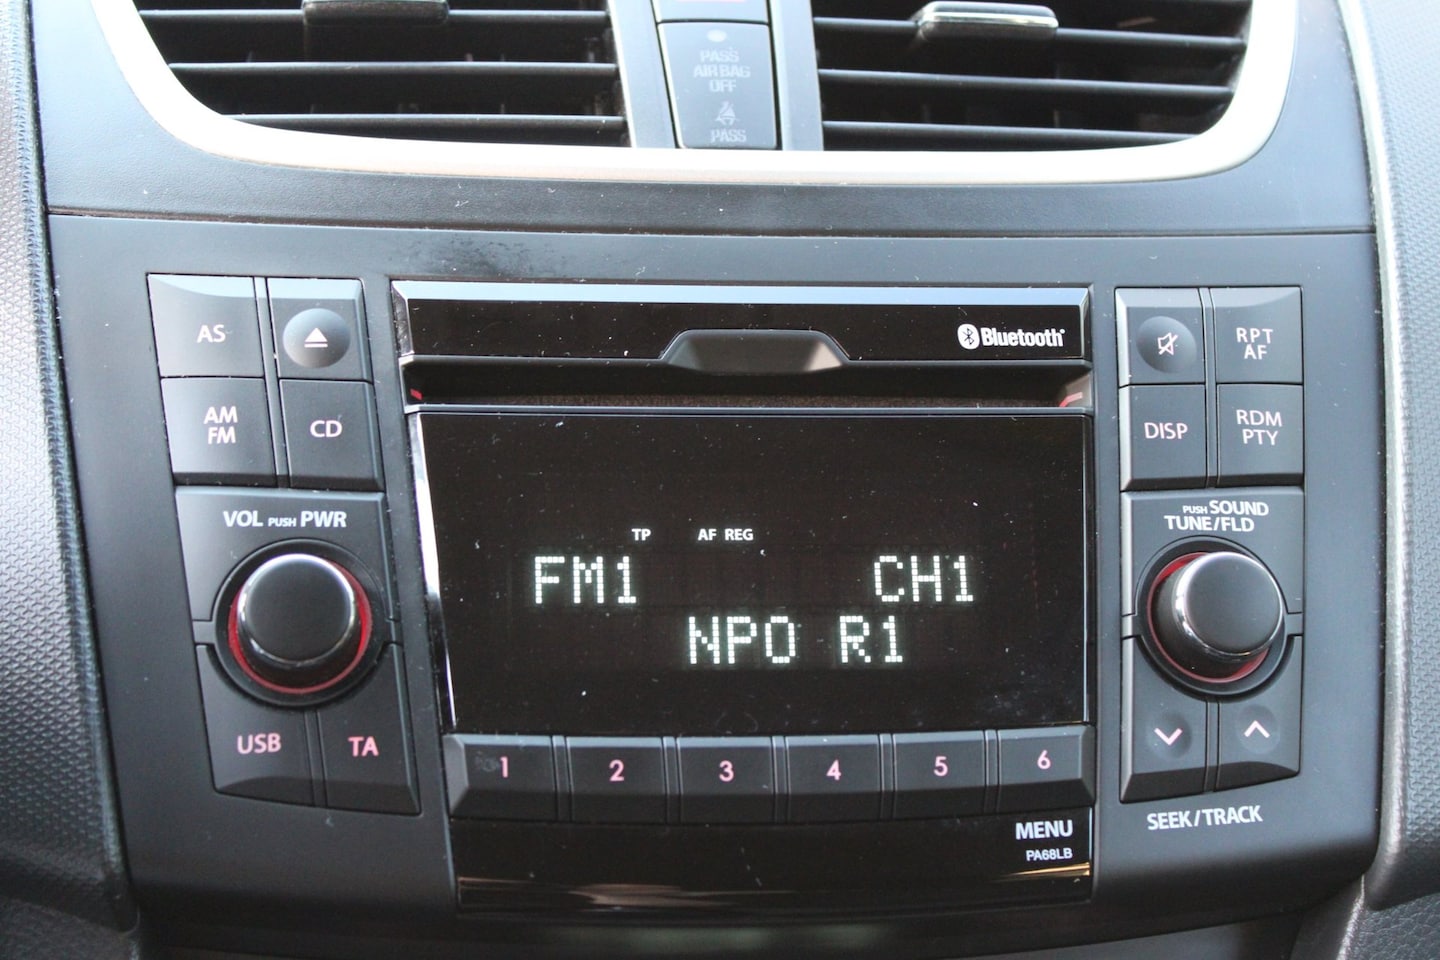 PASS
AIR BAG
OFF
PASS
Bluetooth
AS
RPT
AF
AM
FM
CD
DISP
RDM
PTY
VOL PUSH PWR
PUSH SOUND
TUNE/FLD
TP AF REG
FM1 CH1
NPO R1
USB TA
1 2 3 4 5 6
SEEK/TRACK
MENU
PA68LB